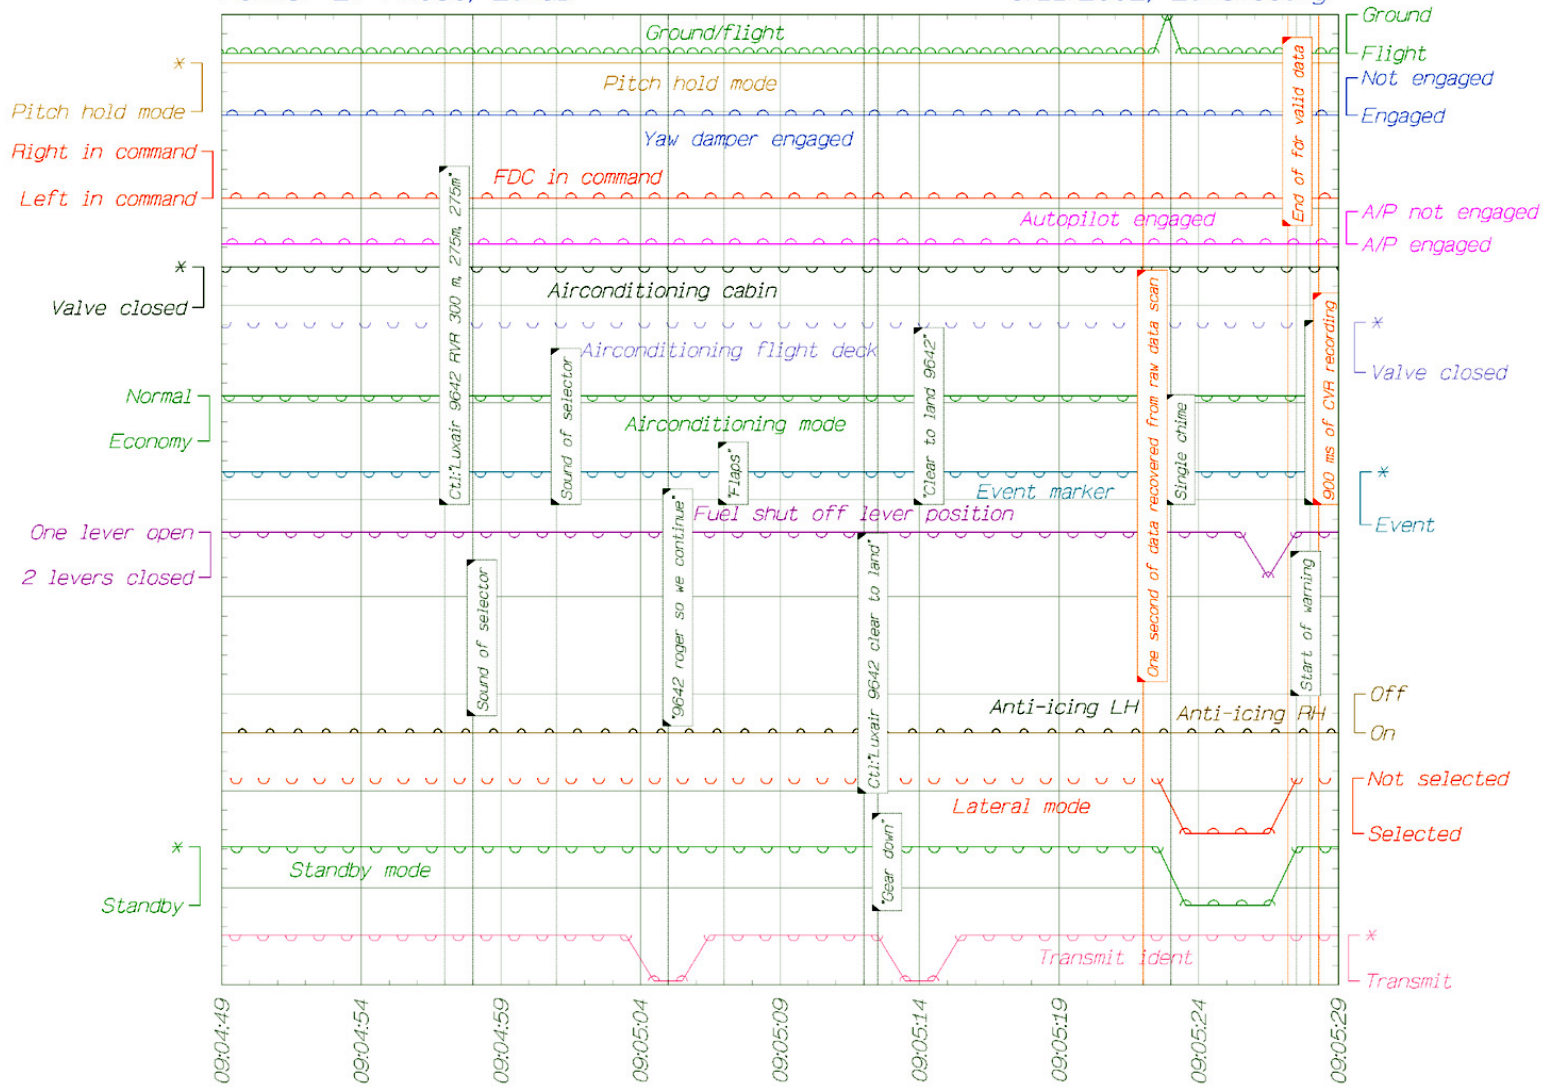 Ground/flight
Ground
Flight
*
Pitch hold mode
Pitch hold mode
Not engaged
Engaged
Yaw damper engaged
Right in command
Left in command
FDC in command
End of fdr valid data
Autopilot engaged
A/P not engaged
A/P engaged
*
Valve closed
Airconditioning cabin
Ctl:"Luxair 9642 RVR 300 m, 275m, 275m"
Airconditioning flight deck
*
Valve closed
Sound of selector
"Clear to land 9642"
One second of data recovered from raw data scan
900 ms of CVR recording
Normal
Economy
Airconditioning mode
"Flaps"
Single chime
Event marker
*
Event
Fuel shut off lever position
One lever open
2 levers closed
Sound of selector
"9642 roger so we continue"
Ctl:"Luxair 9642 clear to land"
Start of warning
Anti-icing LH
Anti-icing RH
Off
On
Lateral mode
Not selected
Selected
"Gear down"
*
Standby
Standby mode
Transmit ident
*
Transmit
09:04:49
09:04:54
09:04:59
09:05:04
09:05:09
09:05:14
09:05:19
09:05:24
09:05:29